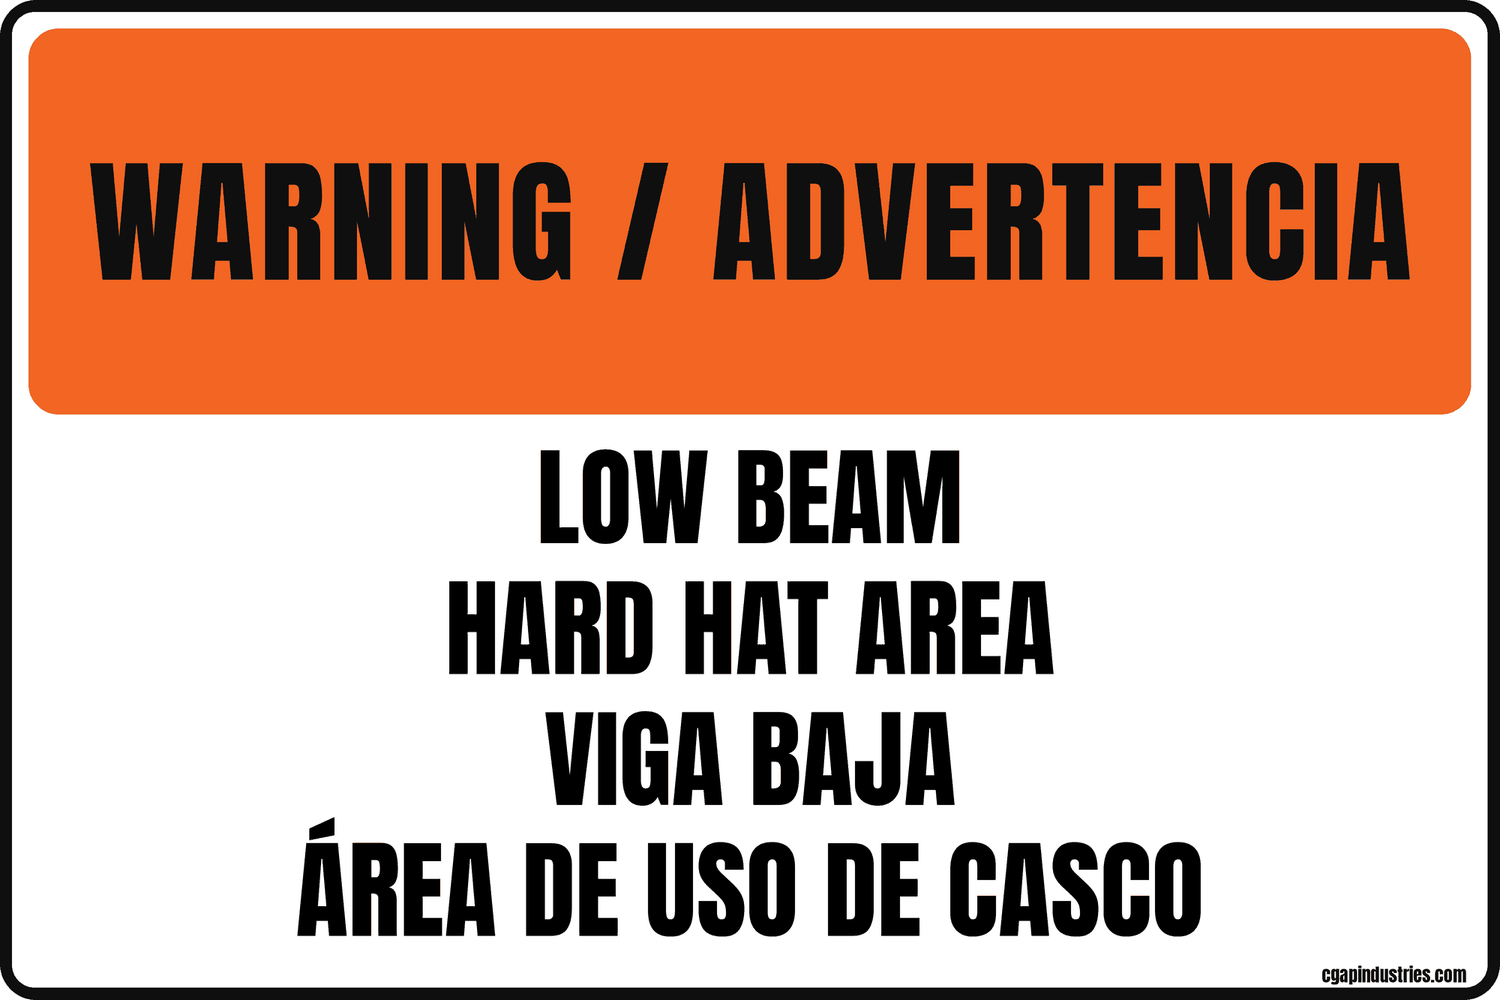 WARNING / ADVERTENCIA
LOW BEAM
HARD HAT AREA
VIGA BAJA
ÁREA DE USO DE CASCO
cgapindustries.com